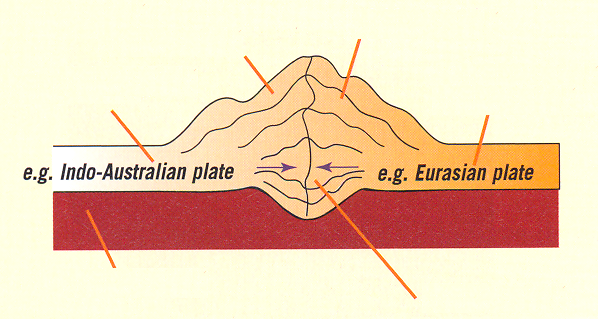 e.g. Indo-Australian plate
e.g. Eurasian plate